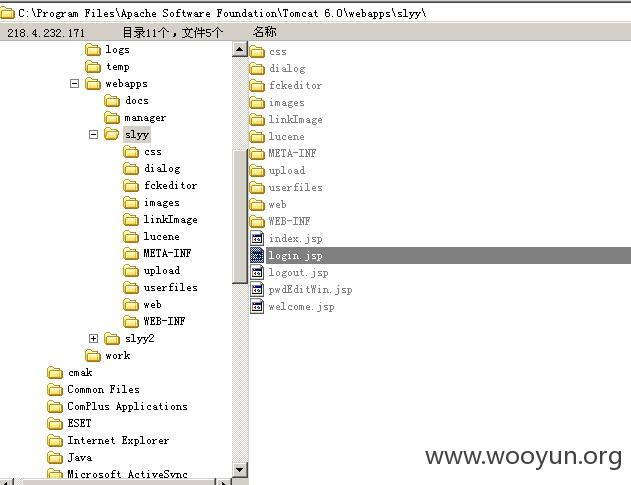 C:\Program Files\Apache Software Foundation\Tomcat 6.0\webapps\slyy\
218.4.232.171 目录11个，文件5个 名称
logs
temp
webapps
docs
manager
slyy
css
dialog
fckeditor
images
linkImage
lucene
META-INF
upload
userfiles
web
WEB-INF
slyy2
work
cmak
Common Files
ComPlus Applications
ESET
Internet Explorer
Java
Microsoft ActiveSync
css
dialog
fckeditor
images
linkImage
lucene
META-INF
upload
userfiles
web
WEB-INF
index.jsp
login.jsp
logout.jsp
pwdEditWin.jsp
welcome.jsp
www.wooyun.org